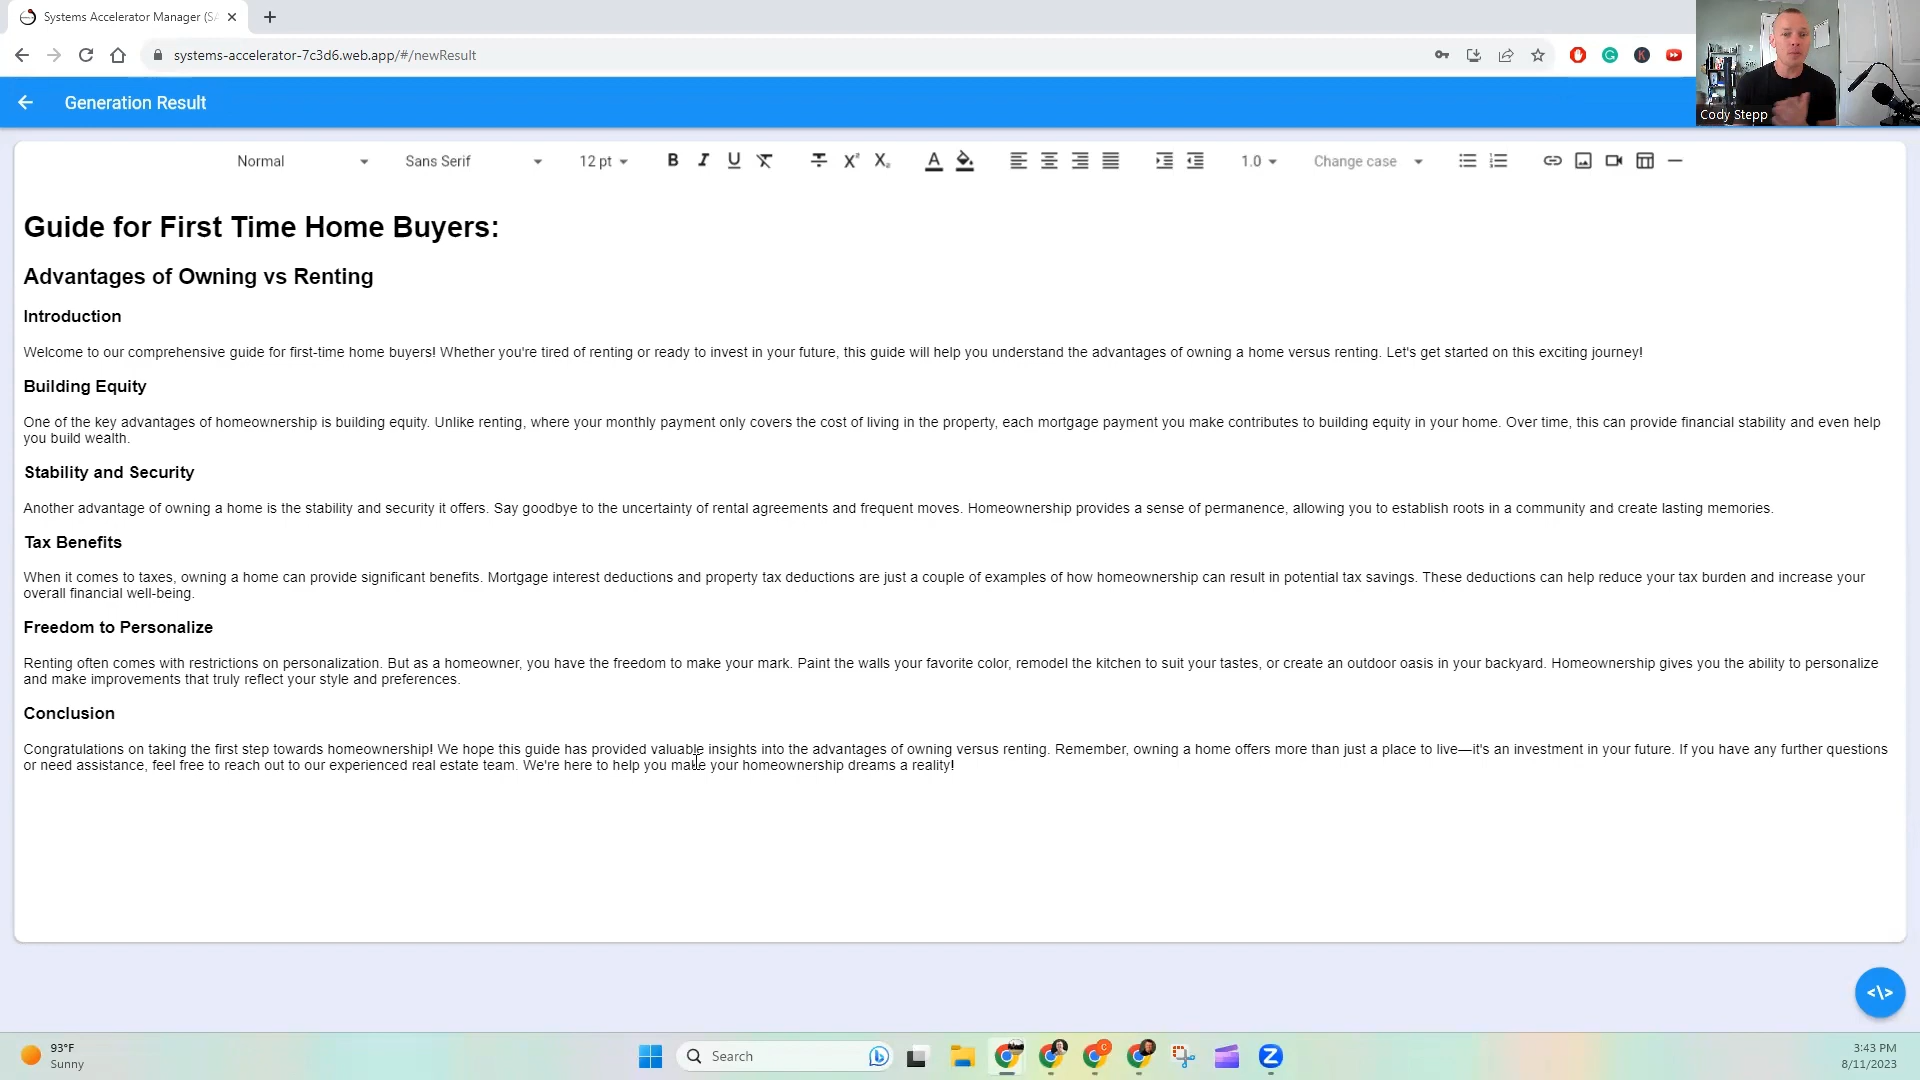 Systems Accelerator Manager (SA
systems-accelerator-7c3d6.web.app/#/newResult
K
Cody Stepp
Generation Result
Normal Sans Serif 12 pt B I U X² X₂ A 1.0 Change case
Guide for First Time Home Buyers:
Advantages of Owning vs Renting
Introduction
Welcome to our comprehensive guide for first-time home buyers! Whether you're tired of renting or ready to invest in your future, this guide will help you understand the advantages of owning a home versus renting. Let's get started on this exciting journey!
Building Equity
One of the key advantages of homeownership is building equity. Unlike renting, where your monthly payment only covers the cost of living in the property, each mortgage payment you make contributes to building equity in your home. Over time, this can provide financial stability and even help
you build wealth.
Stability and Security
Another advantage of owning a home is the stability and security it offers. Say goodbye to the uncertainty of rental agreements and frequent moves. Homeownership provides a sense of permanence, allowing you to establish roots in a community and create lasting memories.
Tax Benefits
When it comes to taxes, owning a home can provide significant benefits. Mortgage interest deductions and property tax deductions are just a couple of examples of how homeownership can result in potential tax savings. These deductions can help reduce your tax burden and increase your
overall financial well-being.
Freedom to Personalize
Renting often comes with restrictions on personalization. But as a homeowner, you have the freedom to make your mark. Paint the walls your favorite color, remodel the kitchen to suit your tastes, or create an outdoor oasis in your backyard. Homeownership gives you the ability to personalize
and make improvements that truly reflect your style and preferences.
Conclusion
Congratulations on taking the first step towards homeownership! We hope this guide has provided valuable insights into the advantages of owning versus renting. Remember, owning a home offers more than just a place to live—it's an investment in your future. If you have any further questions
or need assistance, feel free to reach out to our experienced real estate team. We're here to help you make your homeownership dreams a reality!
</>
93°F
Sunny
Search
3:43 PM
8/11/2023